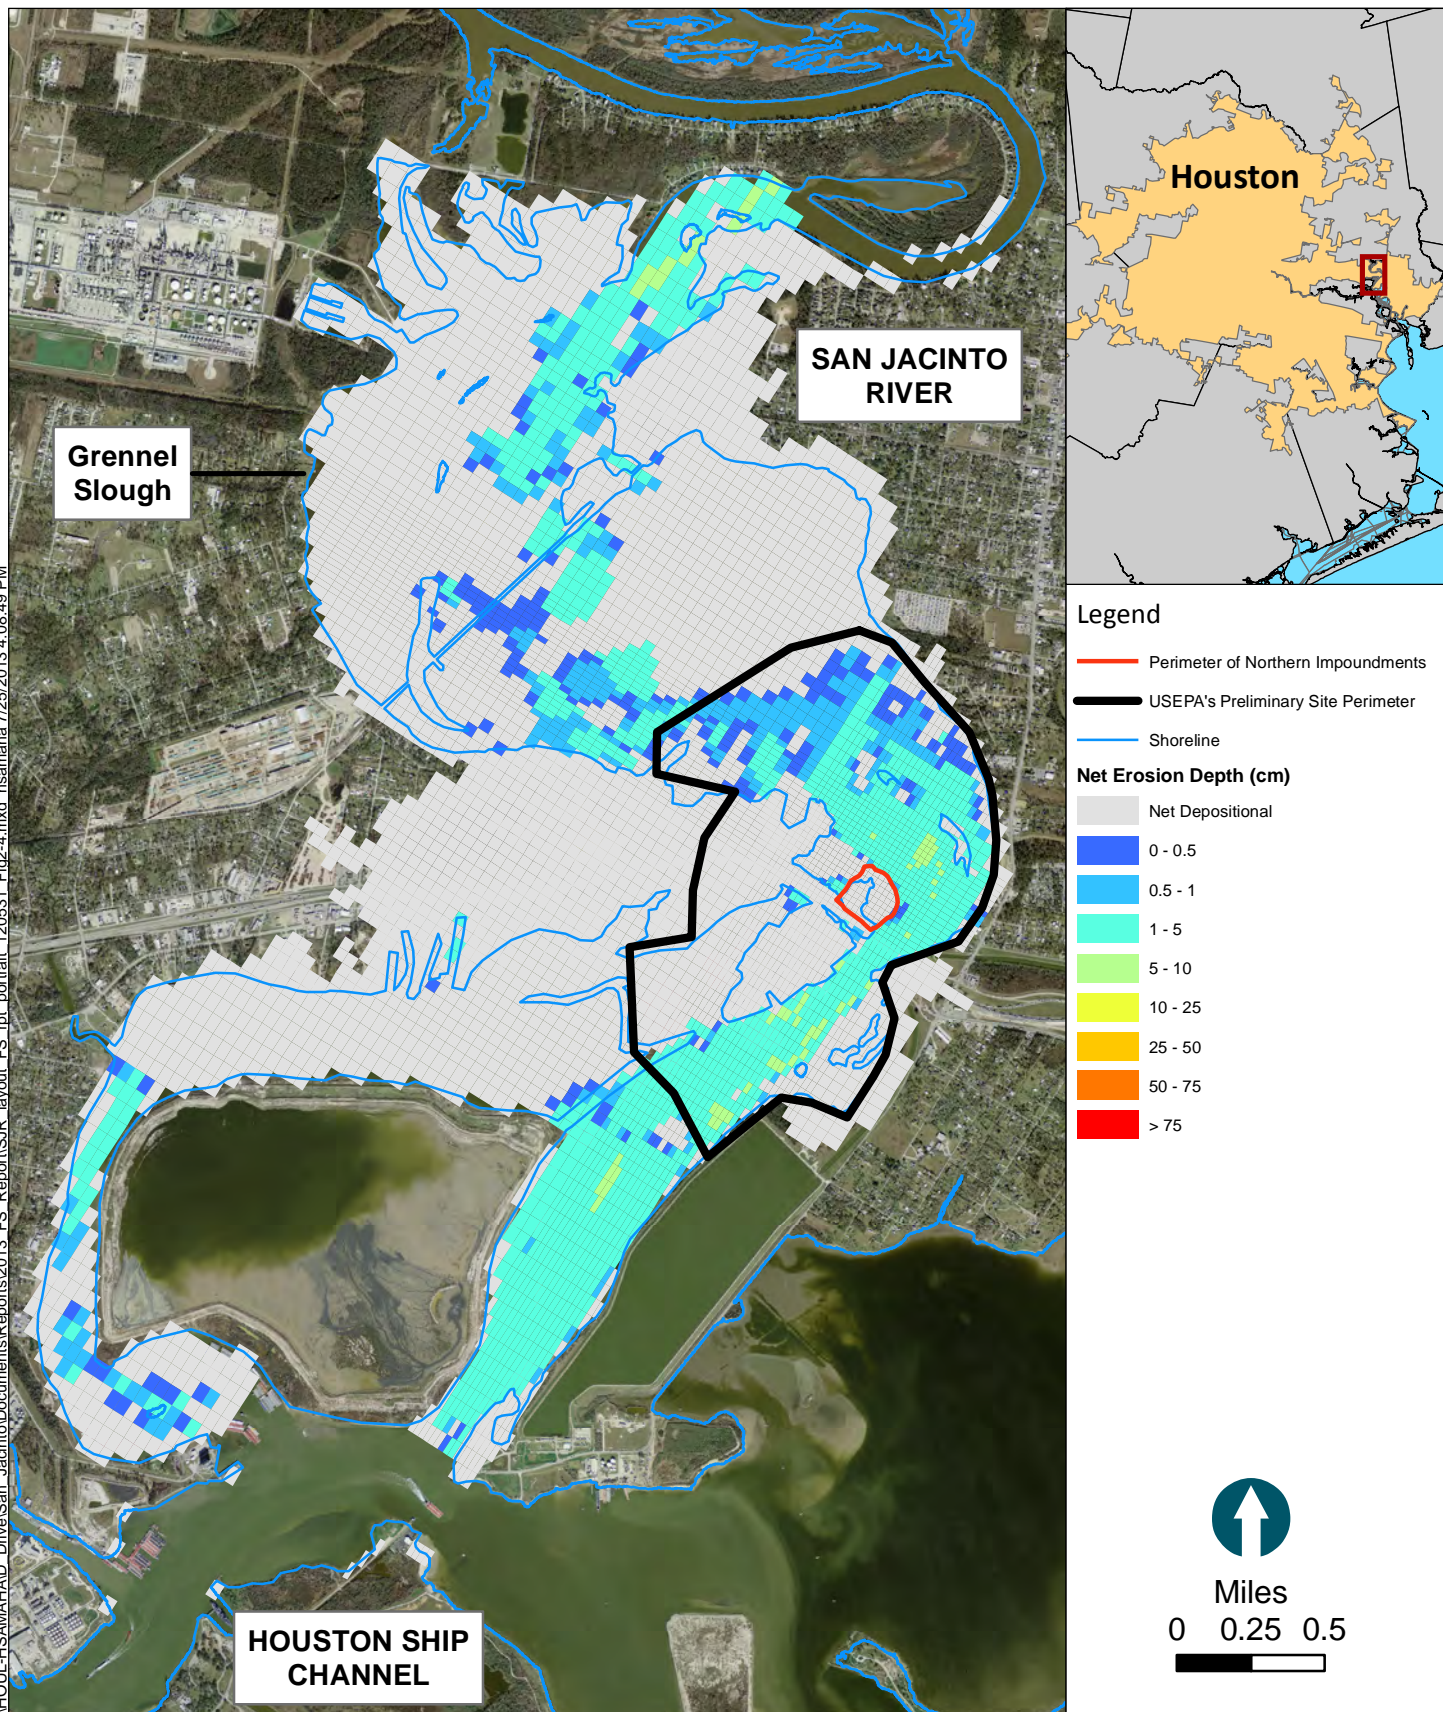 Houston
SAN JACINTO
RIVER
Grennel
Slough
HOUSTON SHIP
CHANNEL
Legend
Perimeter of Northern Impoundments
USEPA's Preliminary Site Perimeter
Shoreline
Net Erosion Depth (cm)
Net Depositional
0 - 0.5
0.5 - 1
1 - 5
5 - 10
10 - 25
25 - 50
50 - 75
> 75
Miles
0 0.25 0.5